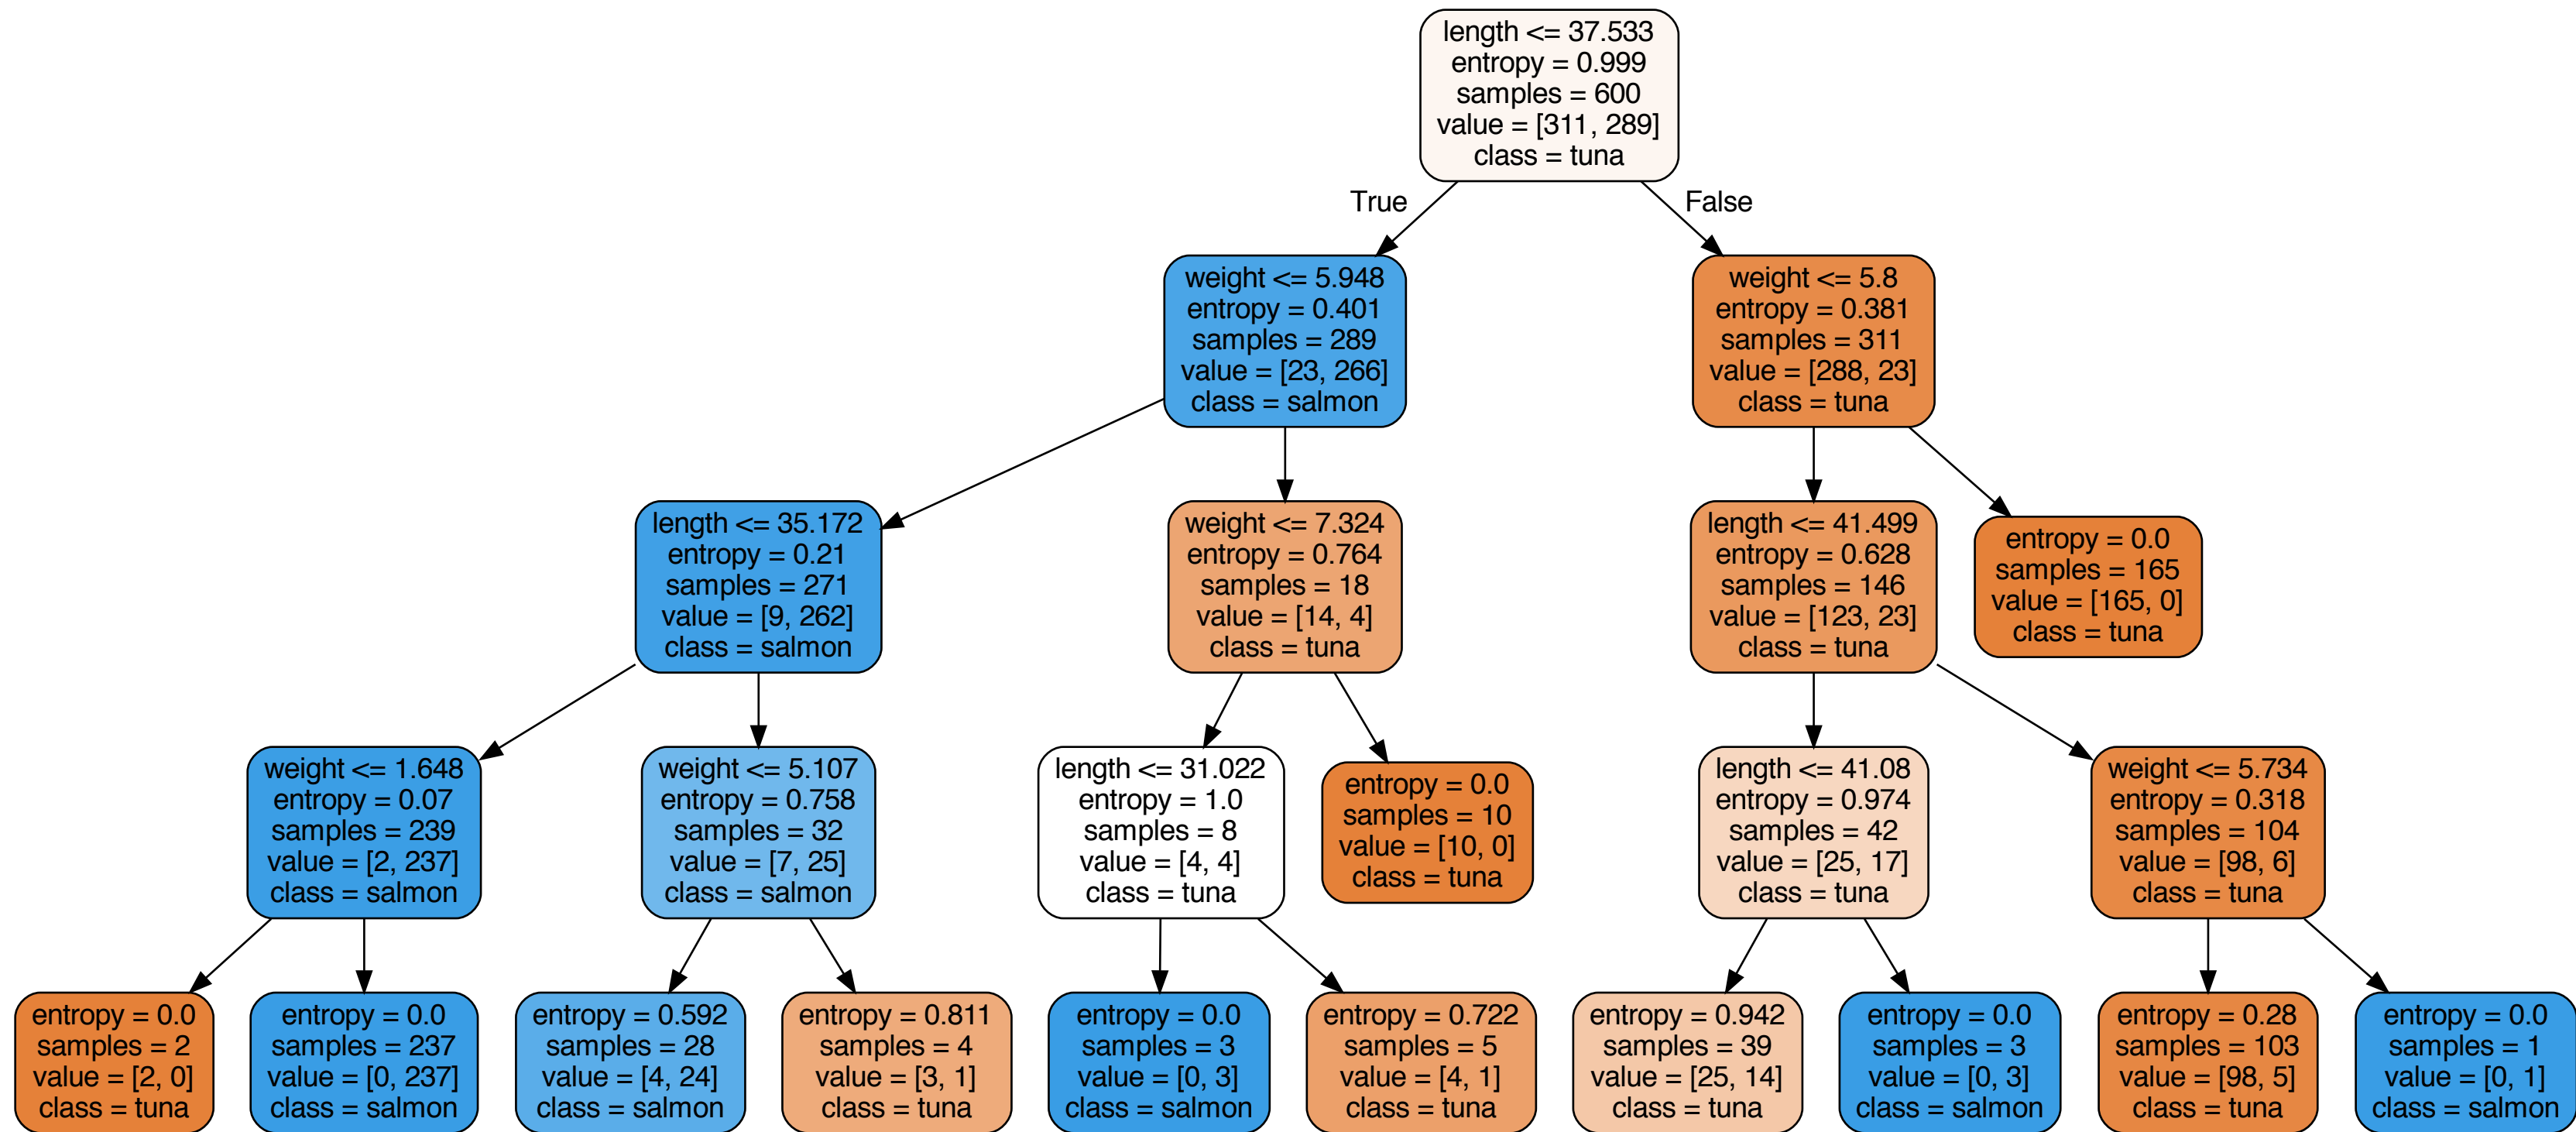 length <= 37.533
entropy = 0.999
samples = 600
value = [311, 289]
class = tuna
True
False
weight <= 5.948
entropy = 0.401
samples = 289
value = [23, 266]
class = salmon
weight <= 5.8
entropy = 0.381
samples = 311
value = [288, 23]
class = tuna
length <= 35.172
entropy = 0.21
samples = 271
value = [9, 262]
class = salmon
weight <= 7.324
entropy = 0.764
samples = 18
value = [14, 4]
class = tuna
length <= 41.499
entropy = 0.628
samples = 146
value = [123, 23]
class = tuna
entropy = 0.0
samples = 165
value = [165, 0]
class = tuna
weight <= 1.648
entropy = 0.07
samples = 239
value = [2, 237]
class = salmon
weight <= 5.107
entropy = 0.758
samples = 32
value = [7, 25]
class = salmon
length <= 31.022
entropy = 1.0
samples = 8
value = [4, 4]
class = tuna
entropy = 0.0
samples = 10
value = [10, 0]
class = tuna
length <= 41.08
entropy = 0.974
samples = 42
value = [25, 17]
class = tuna
weight <= 5.734
entropy = 0.318
samples = 104
value = [98, 6]
class = tuna
entropy = 0.0
samples = 2
value = [2, 0]
class = tuna
entropy = 0.0
samples = 237
value = [0, 237]
class = salmon
entropy = 0.592
samples = 28
value = [4, 24]
class = salmon
entropy = 0.811
samples = 4
value = [3, 1]
class = tuna
entropy = 0.0
samples = 3
value = [0, 3]
class = salmon
entropy = 0.722
samples = 5
value = [4, 1]
class = tuna
entropy = 0.942
samples = 39
value = [25, 14]
class = tuna
entropy = 0.0
samples = 3
value = [0, 3]
class = salmon
entropy = 0.28
samples = 103
value = [98, 5]
class = tuna
entropy = 0.0
samples = 1
value = [0, 1]
class = salmon